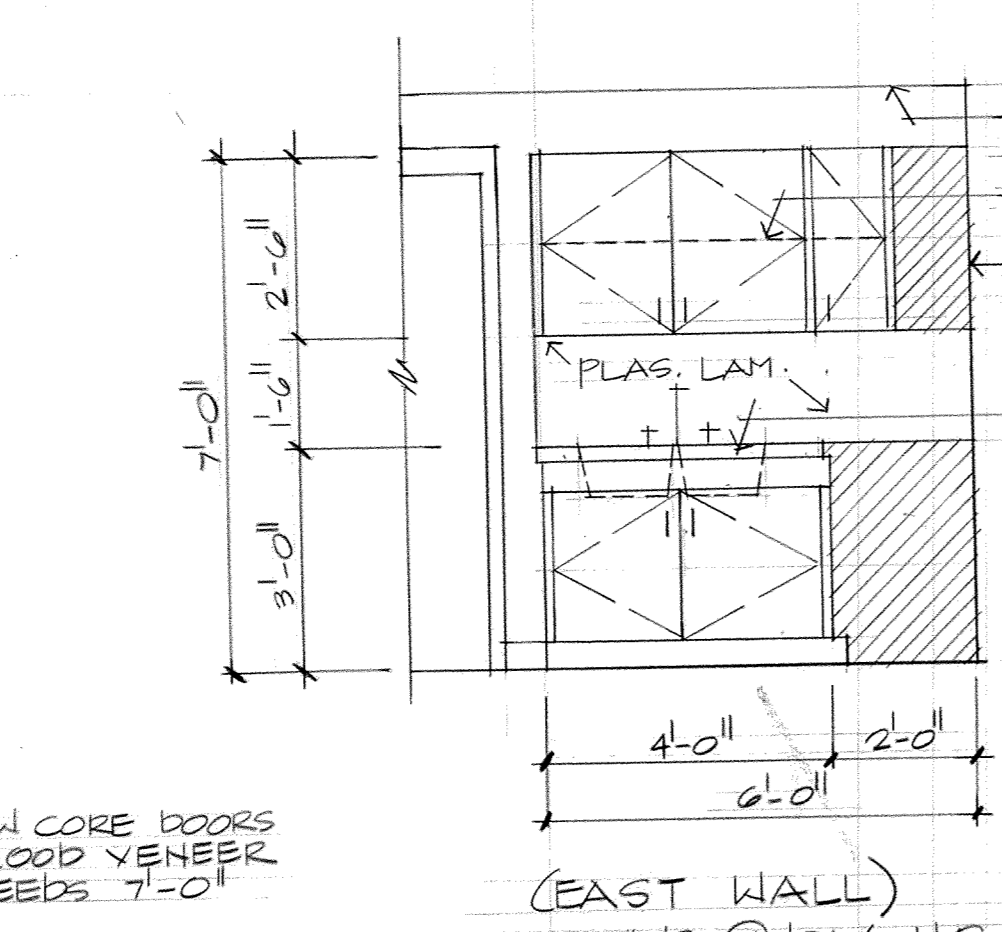 2'-6"
1'-6"
7'-0"
3'-0"
PLAS. LAM.
4'-0"
2'-0"
6'-0"
CORE DOORS
VENEER
7'-0"
(EAST WALL)